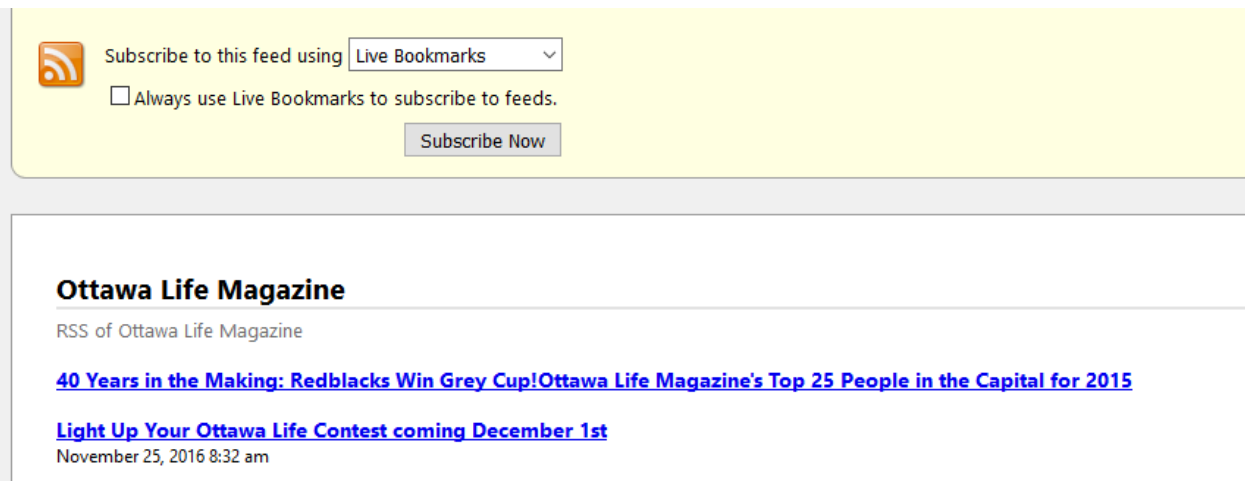 Subscribe to this feed using Live Bookmarks
Always use Live Bookmarks to subscribe to feeds.
Subscribe Now
Ottawa Life Magazine
RSS of Ottawa Life Magazine
40 Years in the Making: Redblacks Win Grey Cup!Ottawa Life Magazine's Top 25 People in the Capital for 2015
Light Up Your Ottawa Life Contest coming December 1st
November 25, 2016 8:32 am